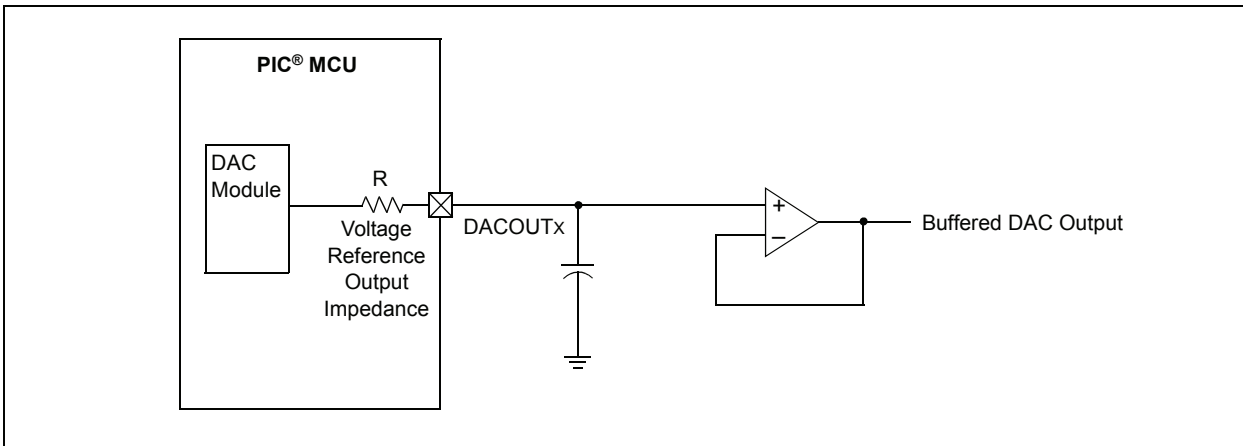 PIC® MCU
DAC
Module
R
Voltage
Reference
Output
Impedance
DACOUTX
+
–
Buffered DAC Output